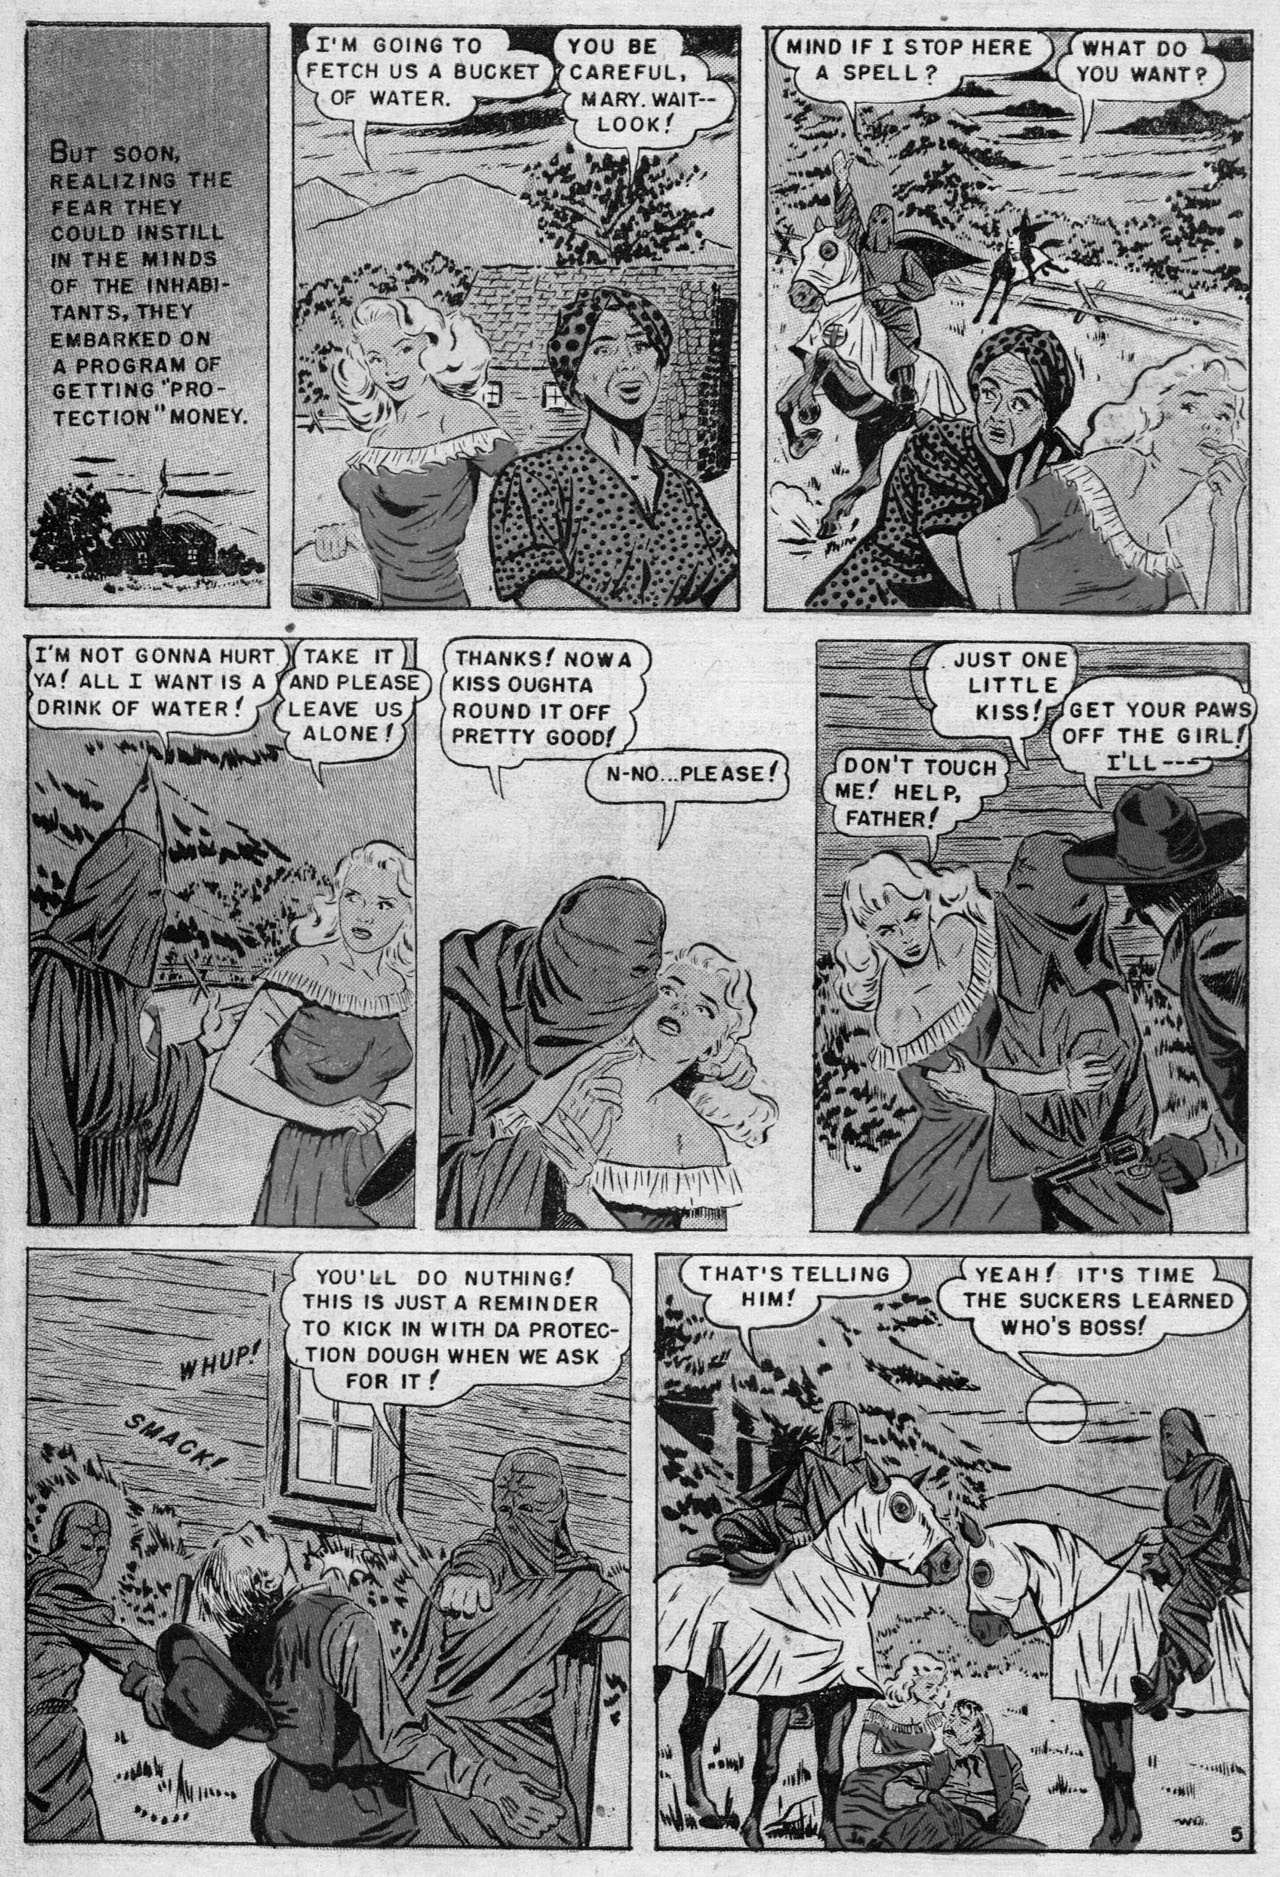 BUT SOON,
REALIZING THE
FEAR THEY
COULD INSTILL
IN THE MINDS
OF THE INHABI-
TANTS, THEY
EMBARKED ON
A PROGRAM OF
GETTING "PRO-
TECTION" MONEY.
I'M GOING TO
FETCH US A BUCKET
OF WATER.
YOU BE
CAREFUL,
MARY. WAIT--
LOOK!
MIND IF I STOP HERE
A SPELL?
WHAT DO
YOU WANT?
I'M NOT GONNA HURT
YA! ALL I WANT IS A
DRINK OF WATER!
TAKE IT
AND PLEASE
LEAVE US
ALONE!
THANKS! NOW A
KISS OUGHTA
ROUND IT OFF
PRETTY GOOD!
N-NO...PLEASE!
JUST ONE
LITTLE
KISS!
DON'T TOUCH
ME! HELP,
FATHER!
GET YOUR PAWS
OFF THE GIRL!
I'LL---
WHUP!
SMACK!
YOU'LL DO NUTHING!
THIS IS JUST A REMINDER
TO KICK IN WITH DA PROTEC-
TION DOUGH WHEN WE ASK
FOR IT!
THAT'S TELLING
HIM!
YEAH! IT'S TIME
THE SUCKERS LEARNED
WHO'S BOSS!
5